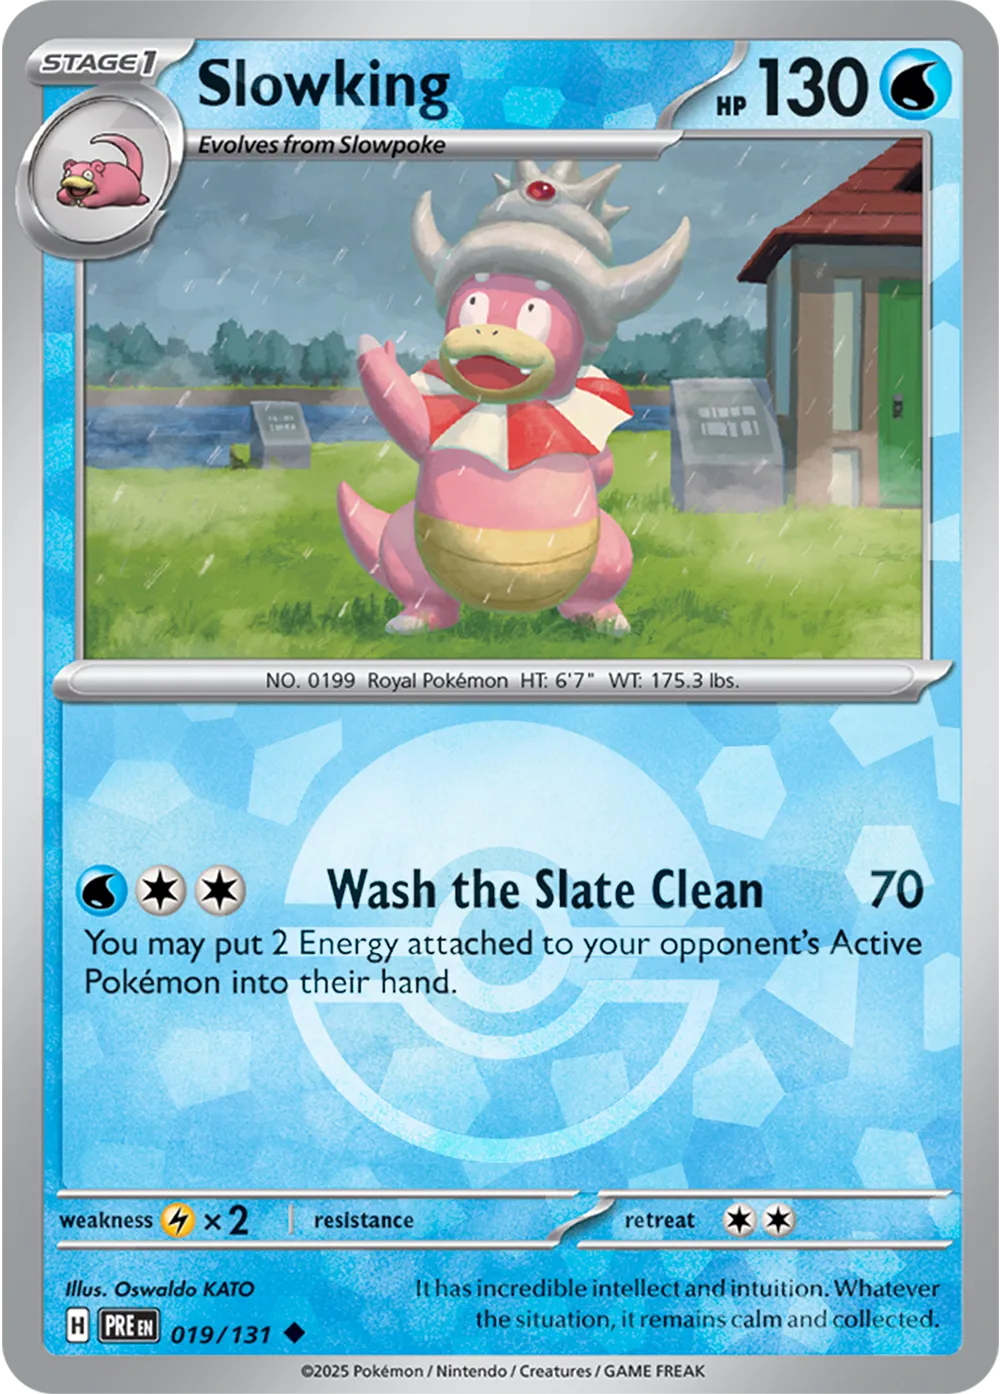 STAGE 1
Slowking
HP 130
Evolves from Slowpoke
NO. 0199 Royal Pokémon HT: 6'7" WT: 175.3 lbs.
Wash the Slate Clean 70
You may put 2 Energy attached to your opponent's Active
Pokémon into their hand.
weakness ×2 resistance retreat
Illus. Oswaldo KATO
It has incredible intellect and intuition. Whatever
the situation, it remains calm and collected.
H PRE EN 019/131
©2025 Pokémon / Nintendo / Creatures / GAME FREAK